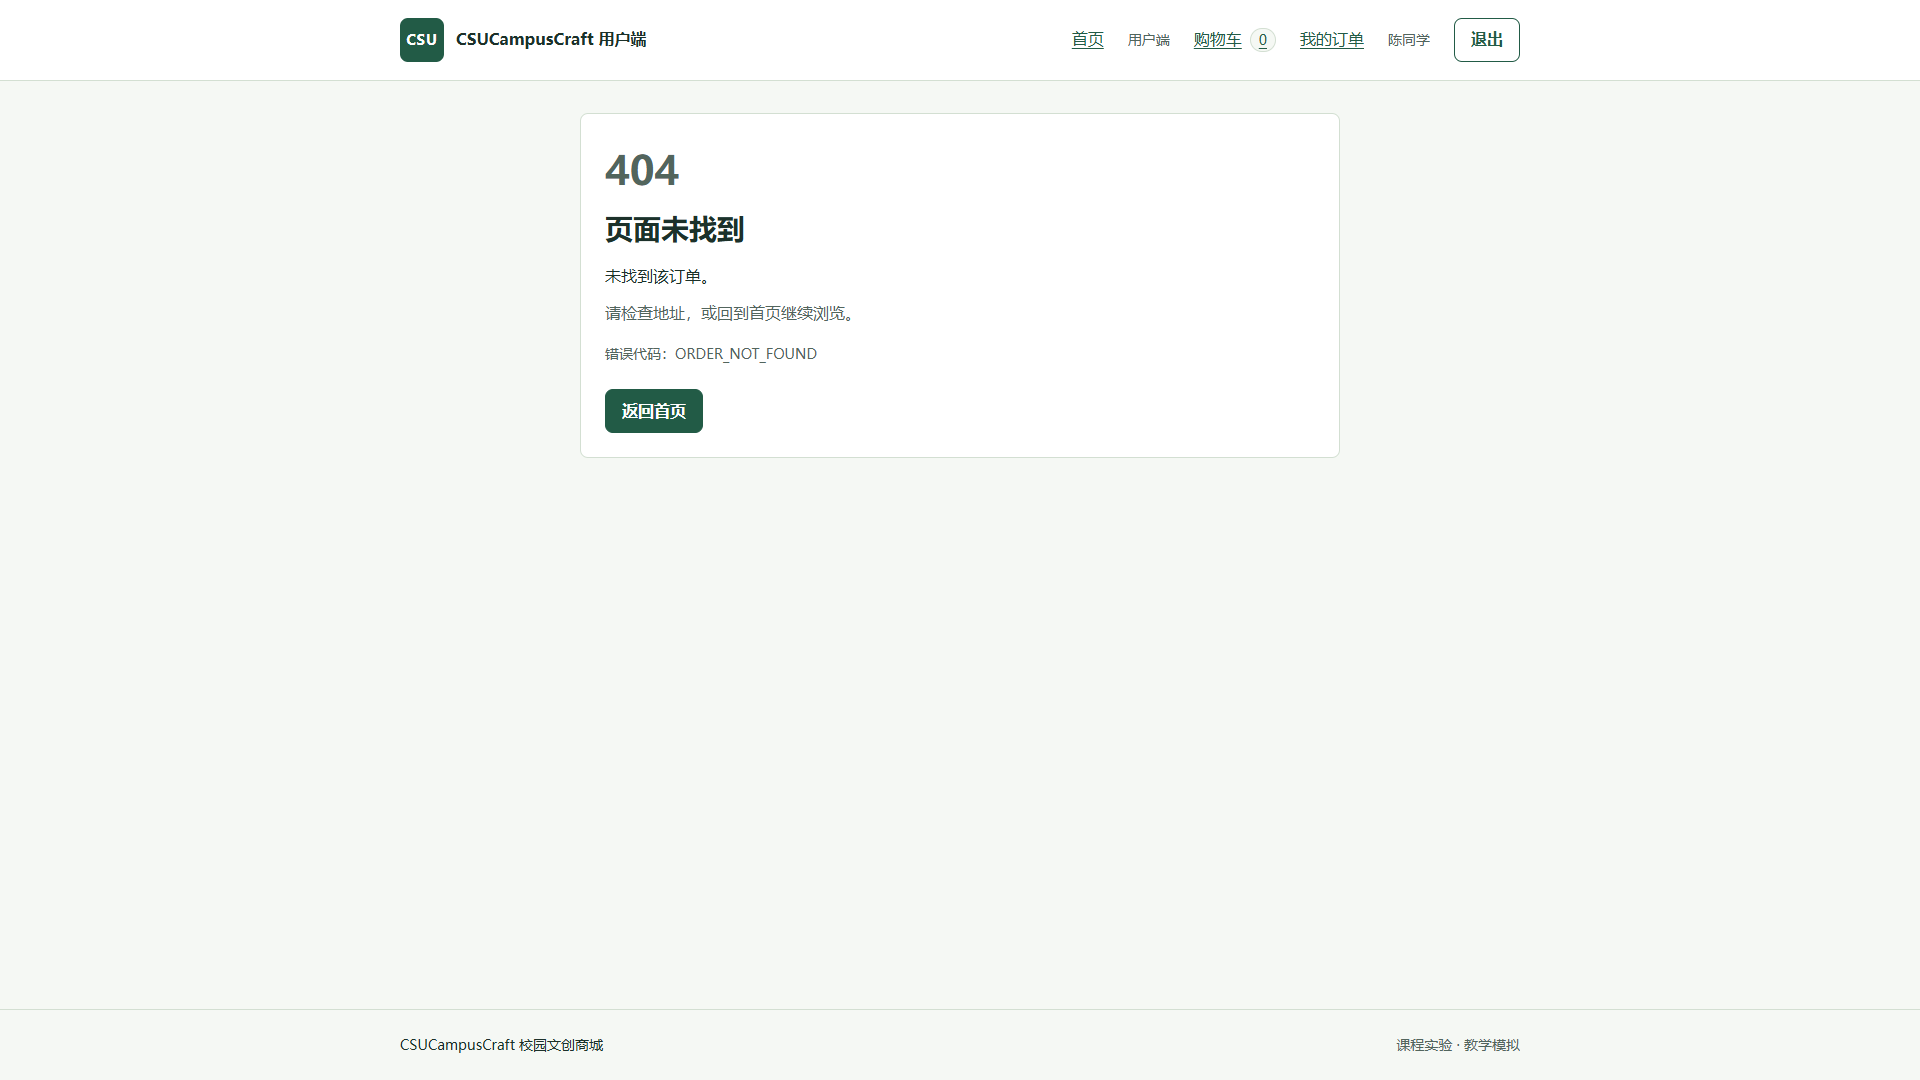 CSU CSUCampusCraft 用户端 首页 用户端 购物车 0 我的订单 陈同学 退出
404
页面未找到
未找到该订单。
请检查地址，或回到首页继续浏览。
错误代码：ORDER_NOT_FOUND
返回首页
CSUCampusCraft 校园文创商城 课程实验 · 教学模拟